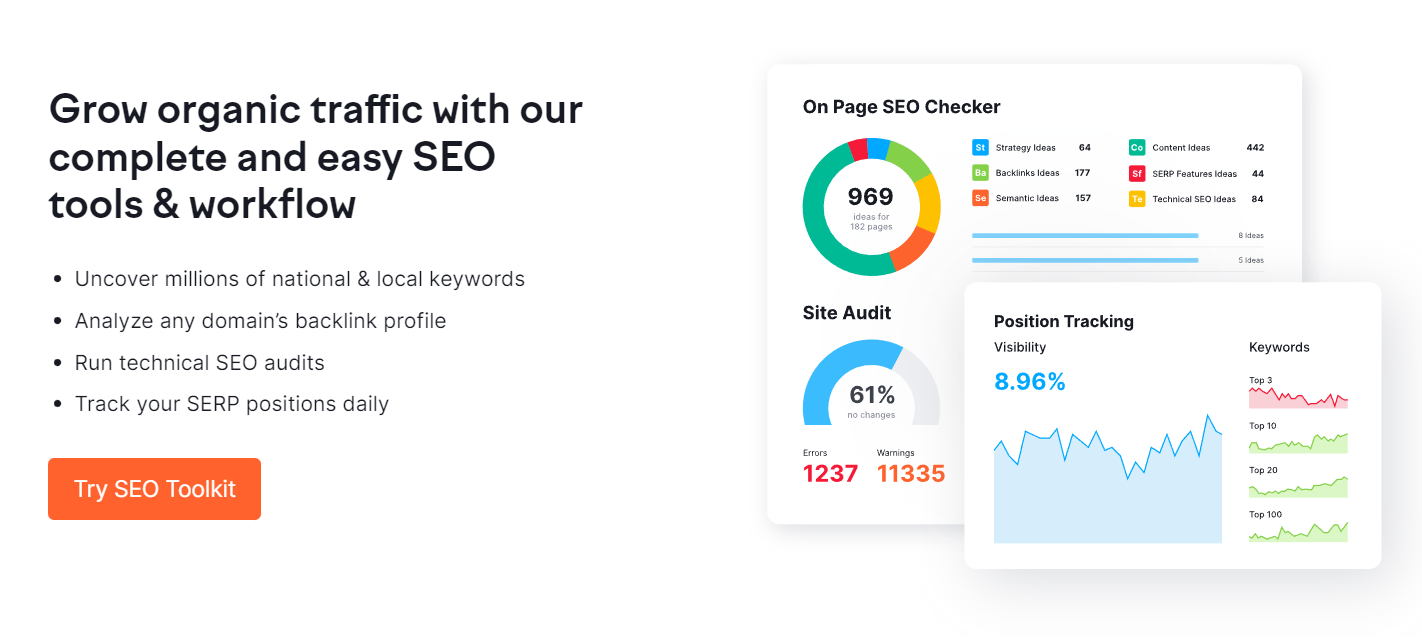 Grow organic traffic with our
complete and easy SEO
tools & workflow
• Uncover millions of national & local keywords
• Analyze any domain's backlink profile
• Run technical SEO audits
• Track your SERP positions daily
Try SEO Toolkit
On Page SEO Checker
969
ideas for
182 pages
St Strategy Ideas 64
Co Content Ideas 442
Ba Backlinks Ideas 177
Sf SERP Features Ideas 44
Se Semantic Ideas 157
Te Technical SEO Ideas 84
8 Ideas
5 Ideas
Site Audit
61%
no changes
Errors
1237
Warnings
11335
Position Tracking
Visibility
8.96%
Keywords
Top 3
Top 10
Top 20
Top 100